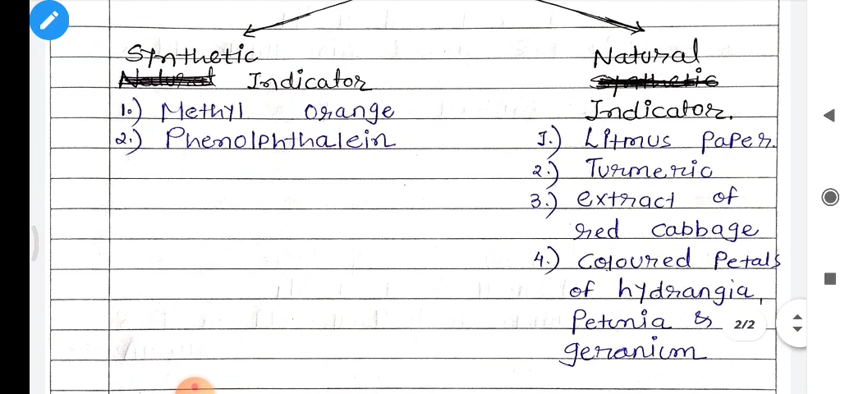 Synthetic
Indicator
1.) Methyl orange
2.) Phenolphthalein
Natural
Indicator.
1.) Litmus paper.
2.) Turmeric
3.) extract of
red cabbage
4.) Coloured Petals
of hydrangia,
Petunia &
geranium
2/2